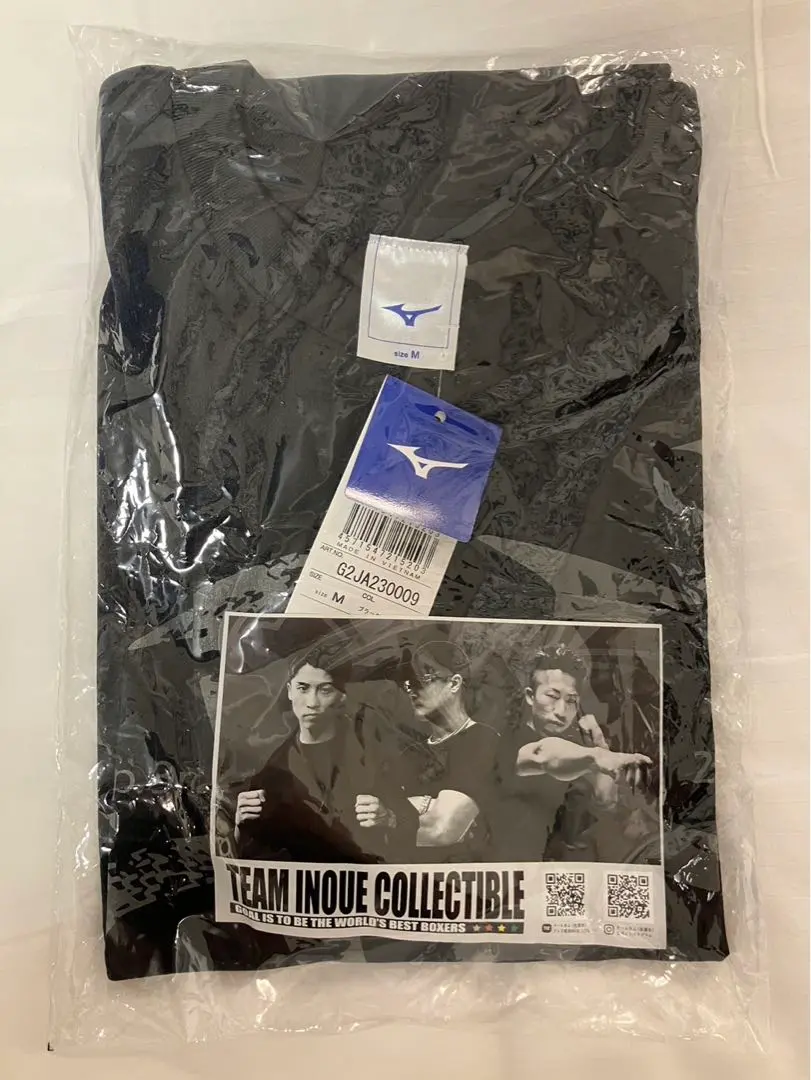 size M
4571547215203
MADE IN VIETNAM
ART.NO.
G2JA230009
SIZE
COL.
size M
TEAM INOUE COLLECTIBLE
GOAL IS TO BE THE WORLD'S BEST BOXERS